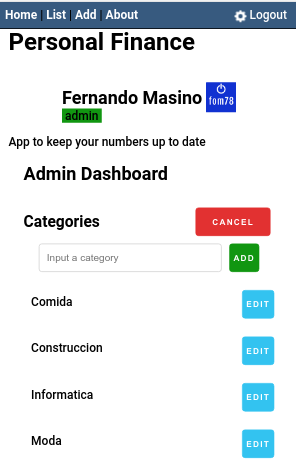 Home | List | Add | About Logout
Personal Finance
Fernando Masino fom78
admin
App to keep your numbers up to date
Admin Dashboard
Categories CANCEL
Input a category ADD
Comida EDIT
Construccion EDIT
Informatica EDIT
Moda EDIT